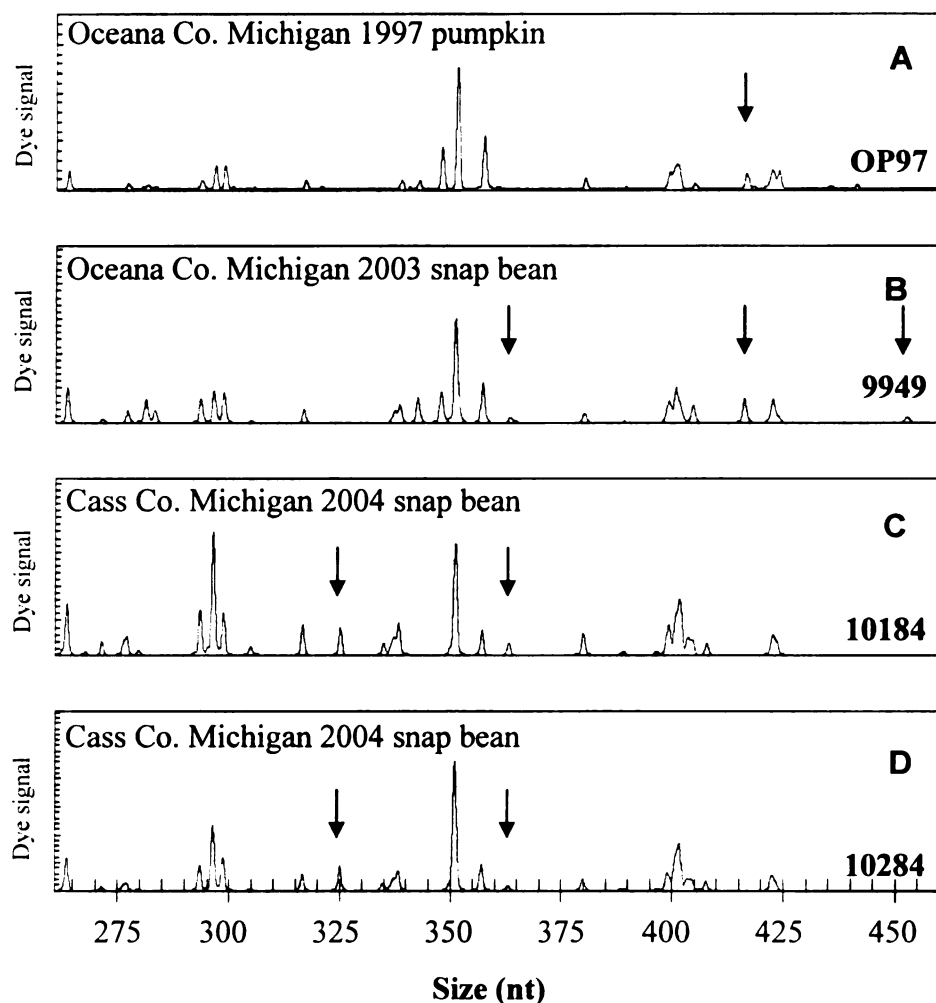 Oceana Co. Michigan 1997 pumpkin
A
Dye signal
OP97
Oceana Co. Michigan 2003 snap bean
B
Dye signal
9949
Cass Co. Michigan 2004 snap bean
C
Dye signal
10184
Cass Co. Michigan 2004 snap bean
D
Dye signal
10284
275 300 325 350 375 400 425 450
Size (nt)